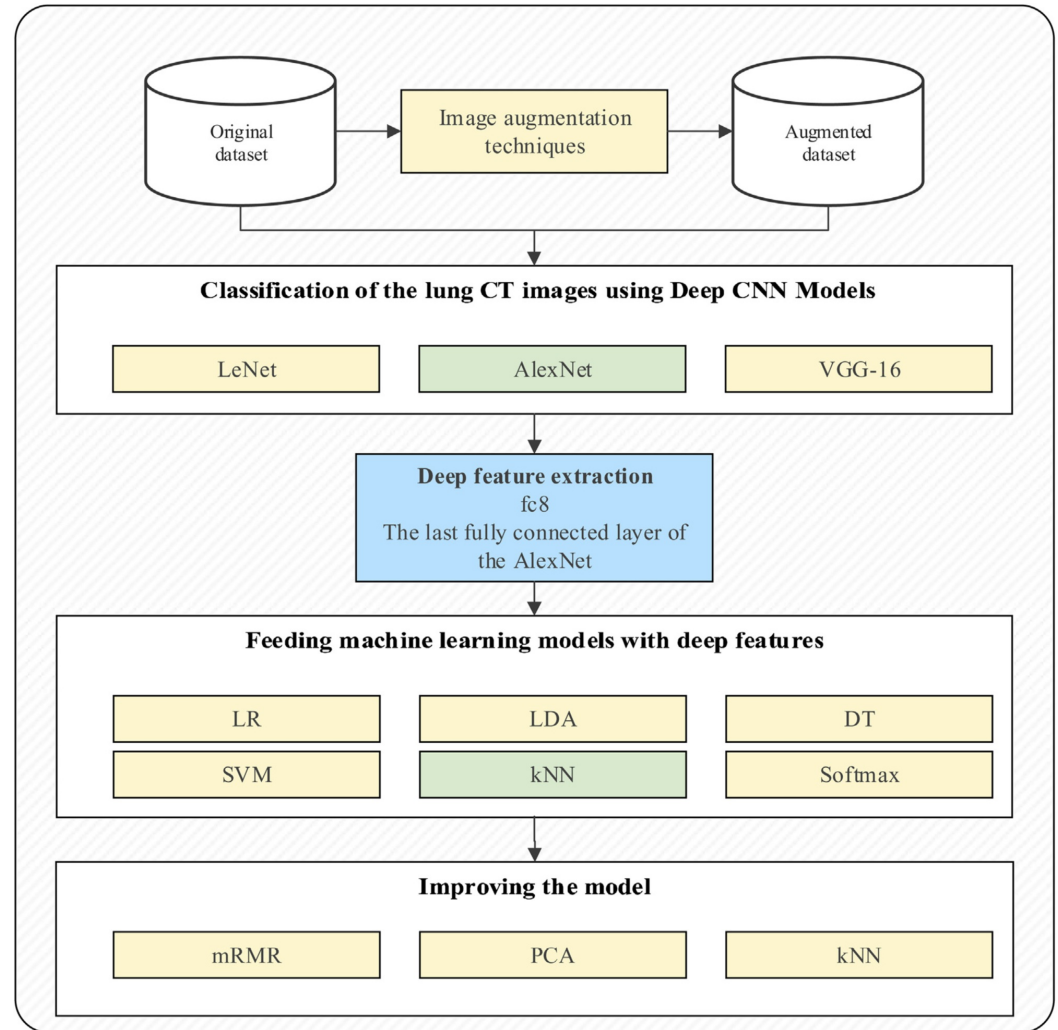 Original
dataset
Image augmentation
techniques
Augmented
dataset
Classification of the lung CT images using Deep CNN Models
LeNet
AlexNet
VGG-16
Deep feature extraction
fc8
The last fully connected layer of
the AlexNet
Feeding machine learning models with deep features
LR
LDA
DT
SVM
kNN
Softmax
Improving the model
mRMR
PCA
kNN